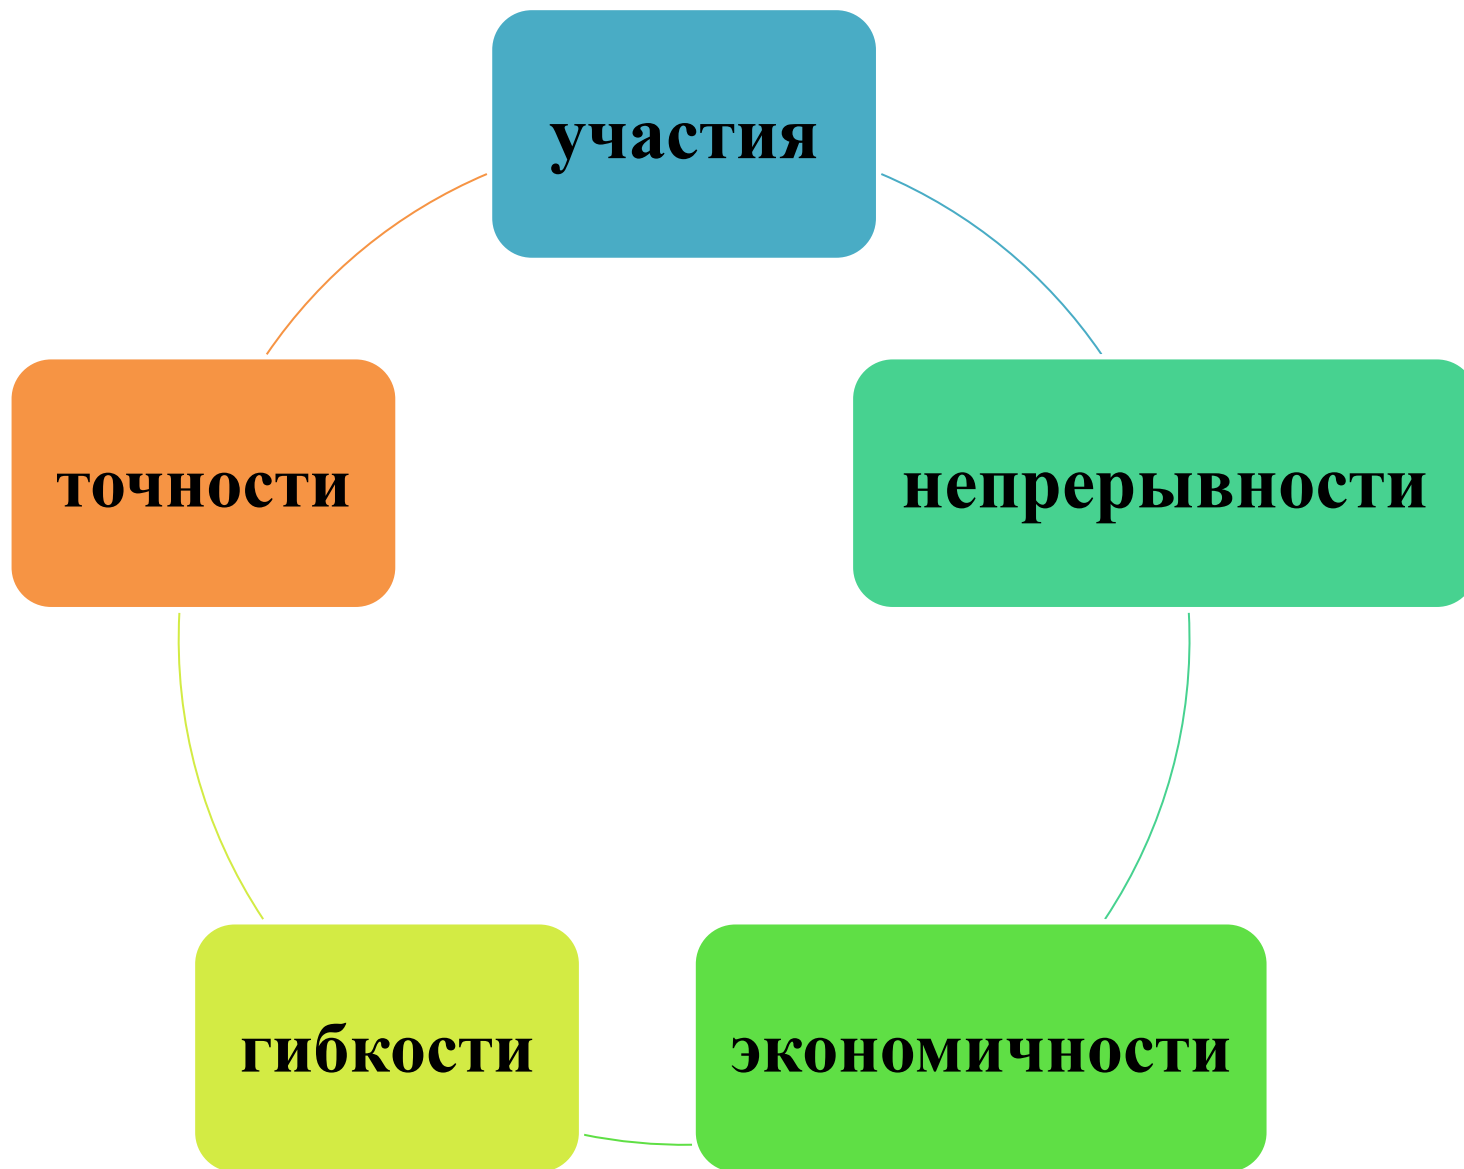 участия
точности
непрерывности
гибкости
экономичности